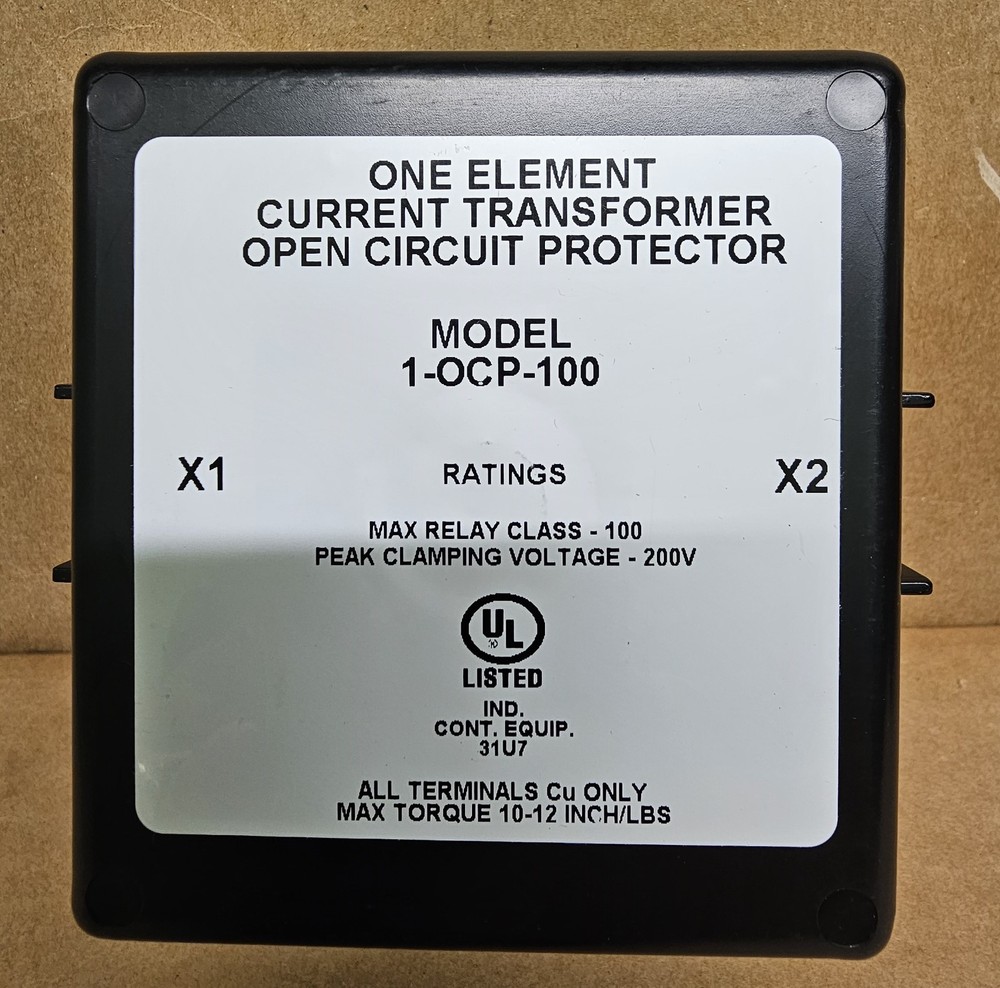 ONE ELEMENT
CURRENT TRANSFORMER
OPEN CIRCUIT PROTECTOR
MODEL
1-OCP-100
X1 RATINGS X2
MAX RELAY CLASS - 100
PEAK CLAMPING VOLTAGE - 200V
UL
LISTED
IND.
CONT. EQUIP.
31U7
ALL TERMINALS Cu ONLY
MAX TORQUE 10-12 INCH/LBS